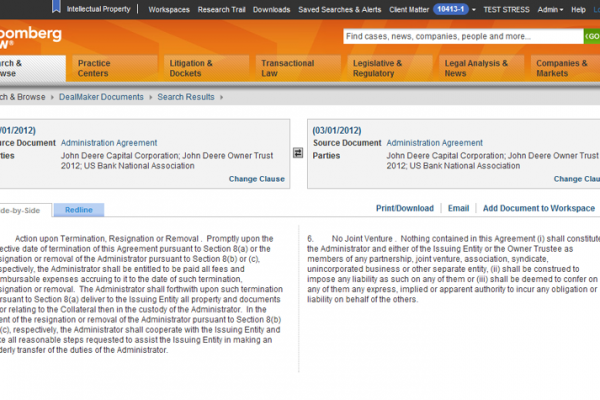 Intellectual Property Workspaces Research Trail Downloads Saved Searches & Alerts Client Matter 10413-1 TEST STRESS Admin Help
oomberg
W®
Find cases, news, companies, people and more... GO
rch &
owse
Practice
Centers
Litigation &
Dockets
Transactional
Law
Legislative &
Regulatory
Legal Analysis &
News
Companies &
Markets
ch & Browse DealMaker Documents Search Results
/01/2012)
urce Document Administration Agreement
Parties John Deere Capital Corporation; John Deere Owner Trust
2012; US Bank National Association
Change Clause
(03/01/2012)
Source Document Administration Agreement
Parties John Deere Capital Corporation; John Deere Owner Trust
2012; US Bank National Association
Change Claus
de-by-Side Redline Print/Download Email Add Document to Workspace
Action upon Termination, Resignation or Removal . Promptly upon the
ective date of termination of this Agreement pursuant to Section 8(a) or the
signation or removal of the Administrator pursuant to Section 8(b) or (c),
spectively, the Administrator shall be entitled to be paid all fees and
mbursable expenses accruing to it to the date of such termination,
signation or removal. The Administrator shall forthwith upon such termination
rsuant to Section 8(a) deliver to the Issuing Entity all property and documents
or relating to the Collateral then in the custody of the Administrator. In the
ent of the resignation or removal of the Administrator pursuant to Section 8(b)
(c), respectively, the Administrator shall cooperate with the Issuing Entity and
ke all reasonable steps requested to assist the Issuing Entity in making an
derly transfer of the duties of the Administrator.
6. No Joint Venture . Nothing contained in this Agreement (i) shall constitute
the Administrator and either of the Issuing Entity or the Owner Trustee as
members of any partnership, joint venture, association, syndicate,
unincorporated business or other separate entity, (ii) shall be construed to
impose any liability as such on any of them or (iii) shall be deemed to confer on
any of them any express, implied or apparent authority to incur any obligation or
liability on behalf of the others.